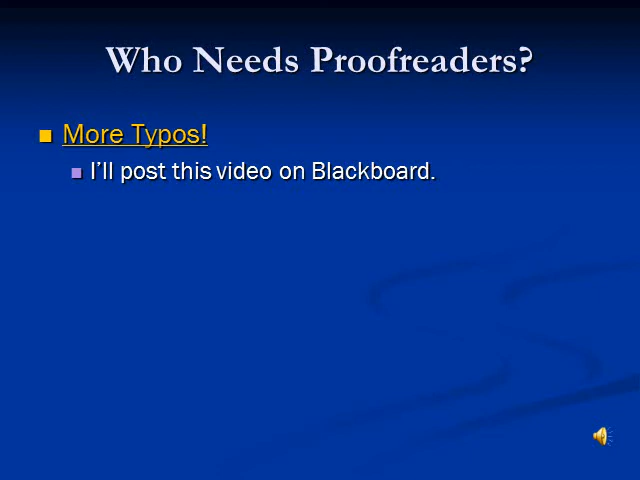 Who Needs Proofreaders?
More Typos!
I'll post this video on Blackboard.